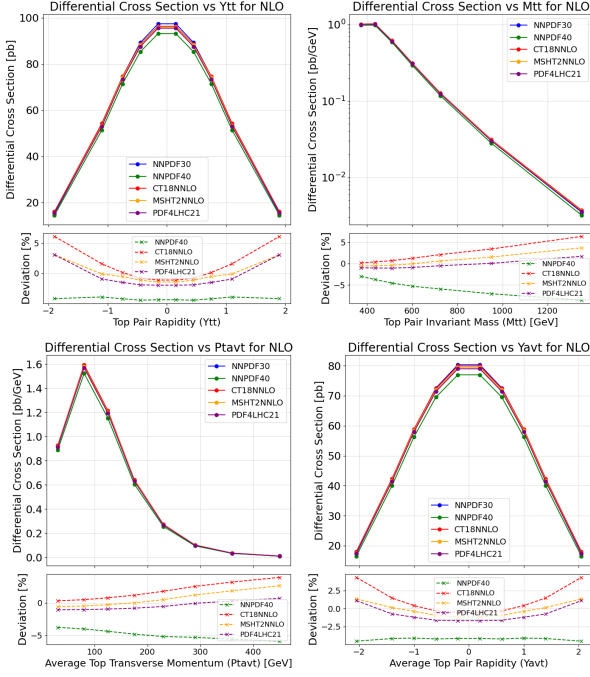 Differential Cross Section vs Ytt for NLO
Differential Cross Section [pb]
100
80
60
40
20
NNPDF30
NNPDF40
CT18NNLO
MSHT2NNLO
PDF4LHC21
Deviation [%]
5
0
NNPDF40
CT18NNLO
MSHT2NNLO
PDF4LHC21
−2 −1 0 1 2
Top Pair Rapidity (Ytt)
Differential Cross Section vs Mtt for NLO
Differential Cross Section [pb/GeV]
10⁰
10⁻¹
10⁻²
NNPDF30
NNPDF40
CT18NNLO
MSHT2NNLO
PDF4LHC21
Deviation [%]
5
0
−5
NNPDF40
CT18NNLO
MSHT2NNLO
PDF4LHC21
400 600 800 1000 1200
Top Pair Invariant Mass (Mtt) [GeV]
Differential Cross Section vs Ptavt for NLO
Differential Cross Section [pb/GeV]
1.6
1.4
1.2
1.0
0.8
0.6
0.4
0.2
0.0
NNPDF30
NNPDF40
CT18NNLO
MSHT2NNLO
PDF4LHC21
Deviation [%]
0
−5
NNPDF40
CT18NNLO
MSHT2NNLO
PDF4LHC21
100 200 300 400
Average Top Transverse Momentum (Ptavt) [GeV]
Differential Cross Section vs Yavt for NLO
Differential Cross Section [pb]
80
70
60
50
40
30
20
NNPDF30
NNPDF40
CT18NNLO
MSHT2NNLO
PDF4LHC21
Deviation [%]
2.5
0.0
−2.5
NNPDF40
CT18NNLO
MSHT2NNLO
PDF4LHC21
−2 −1 0 1 2
Average Top Pair Rapidity (Yavt)